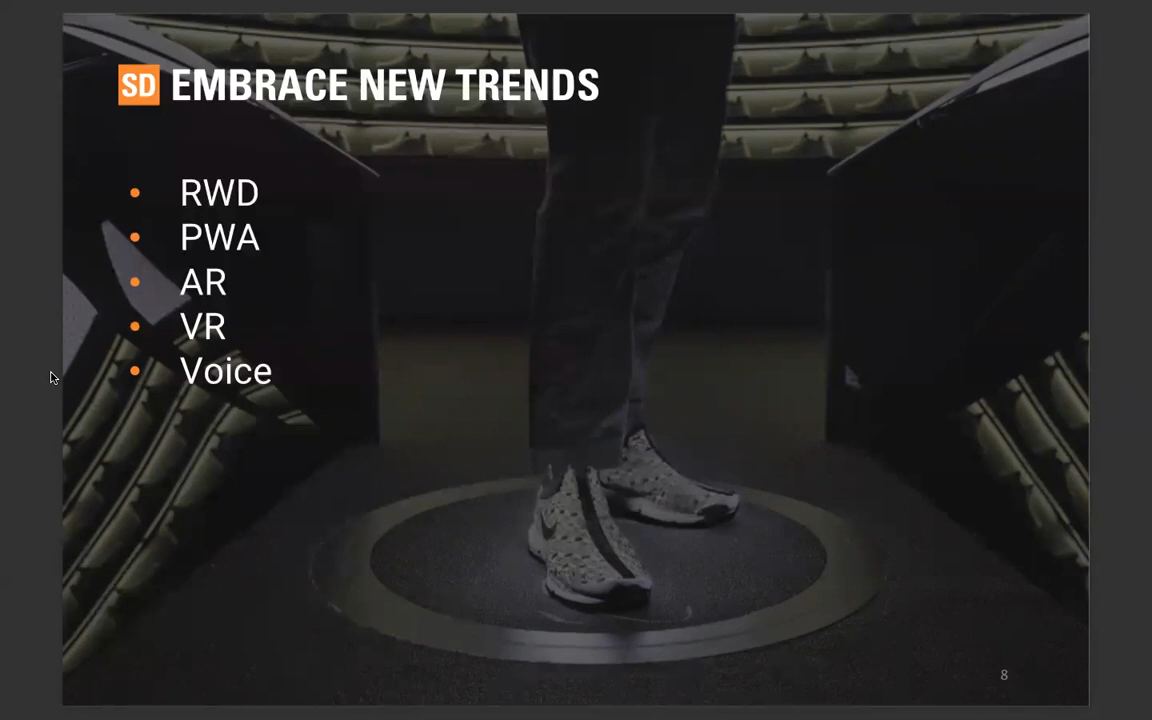 SD EMBRACE NEW TRENDS
• RWD
• PWA
• AR
• VR
• Voice
8